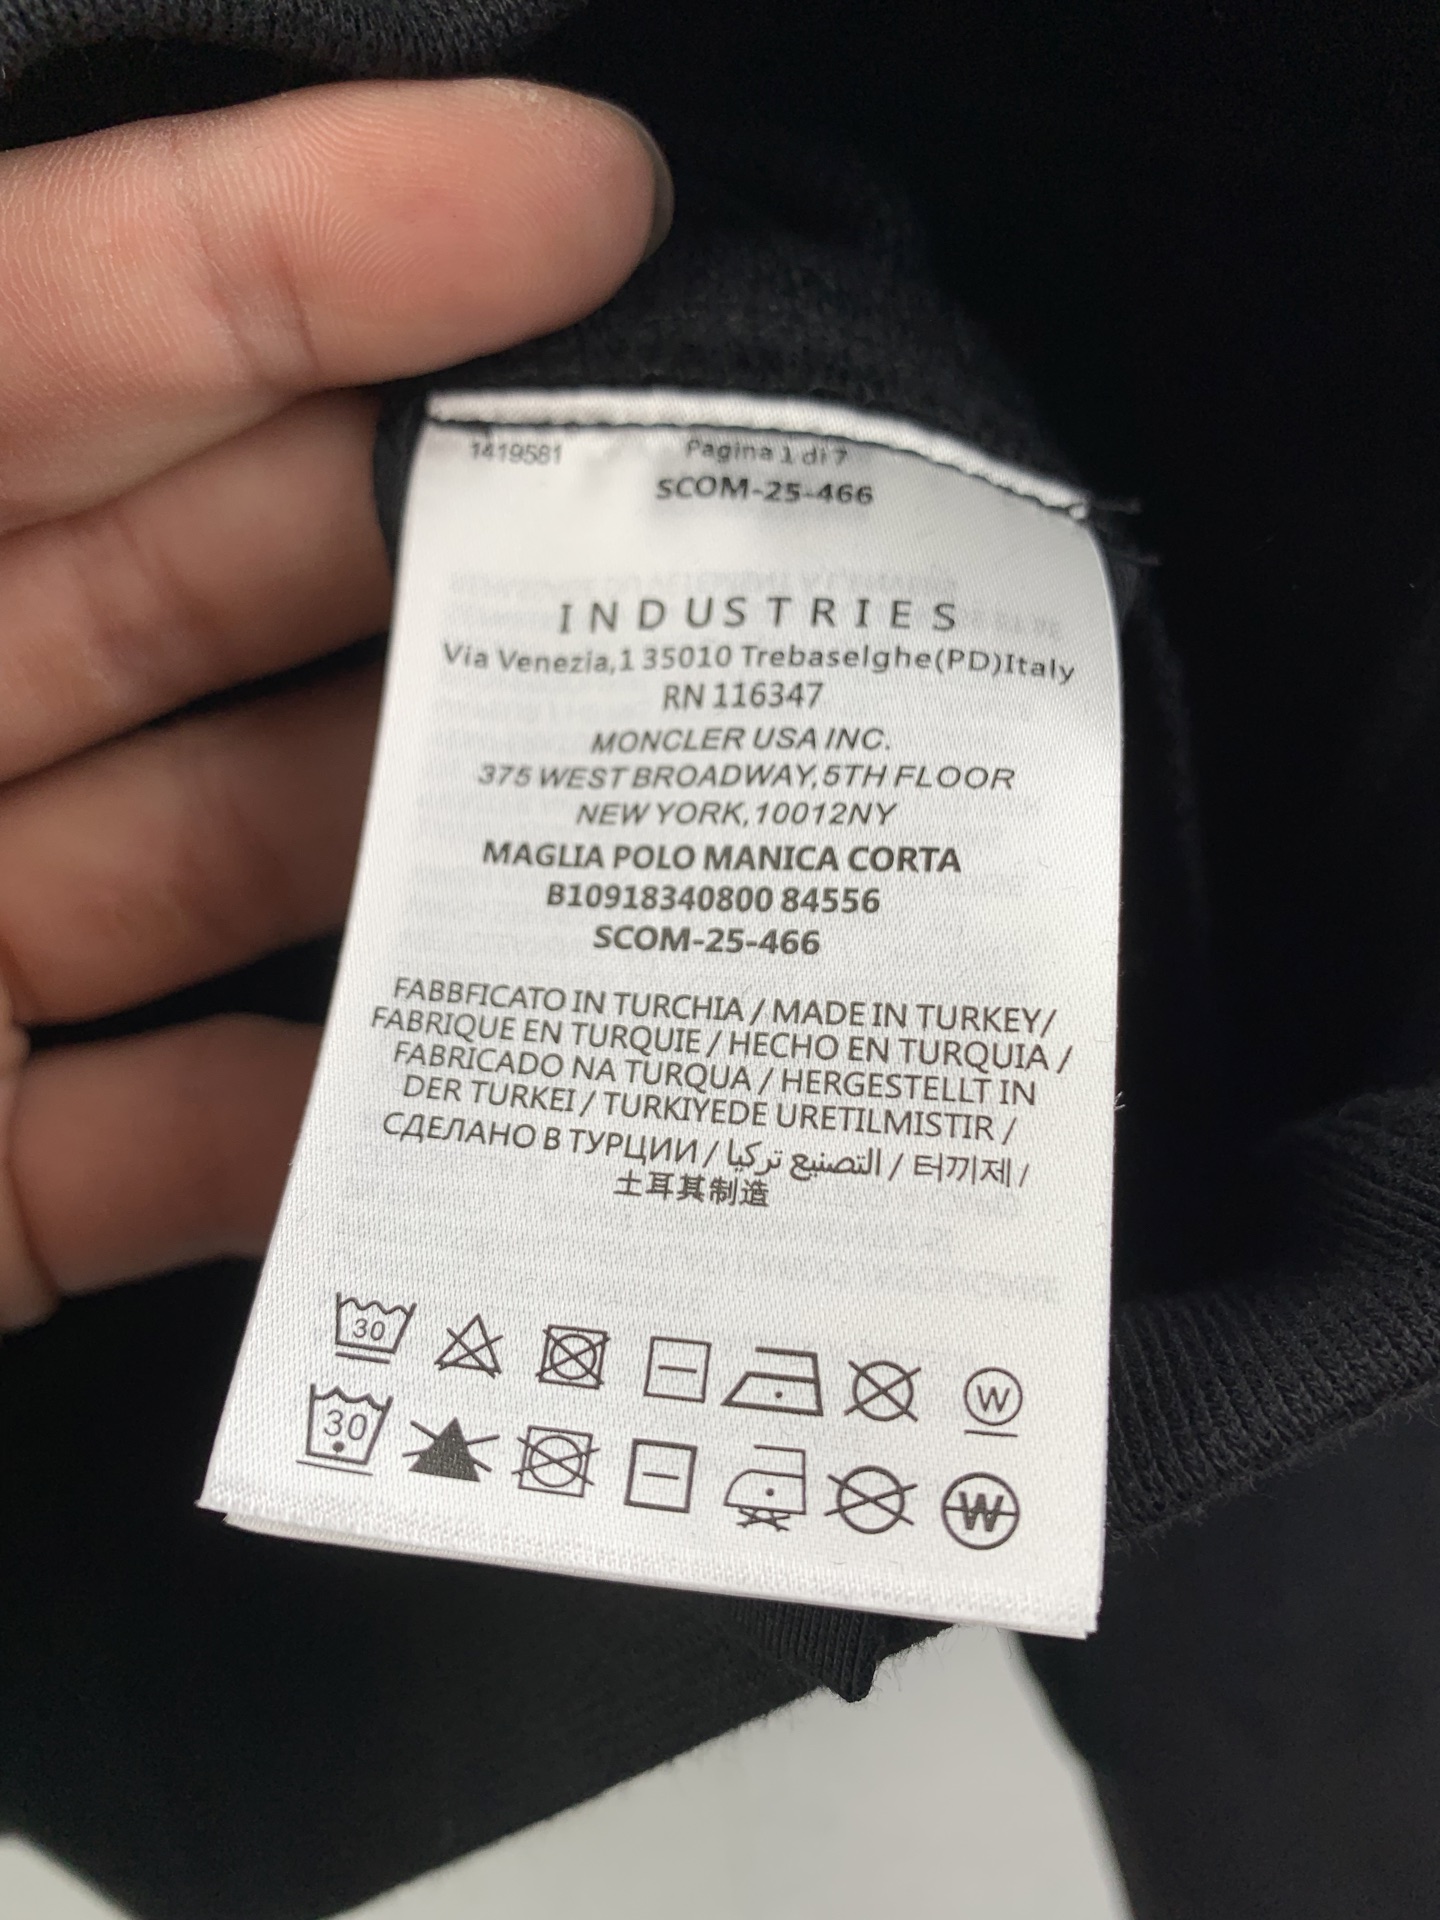 1419581
Pagina 1 di 7
SCOM-25-466
INDUSTRIES
Via Venezia,1 35010 Trebaselghe(PD)Italy
RN 116347
MONCLER USA INC.
375 WEST BROADWAY,5TH FLOOR
NEW YORK,10012NY
MAGLIA POLO MANICA CORTA
B10918340800 84556
SCOM-25-466
FABBFICATO IN TURCHIA / MADE IN TURKEY/
FABRIQUE EN TURQUIE / HECHO EN TURQUIA /
FABRICADO NA TURQUA / HERGESTELLT IN
DER TURKEI / TURKIYEDE URETILMISTIR /
СДЕЛАНО В ТУРЦИИ / التصنيع تركيا / 터끼제 /
土耳其制造
30 W
30 W